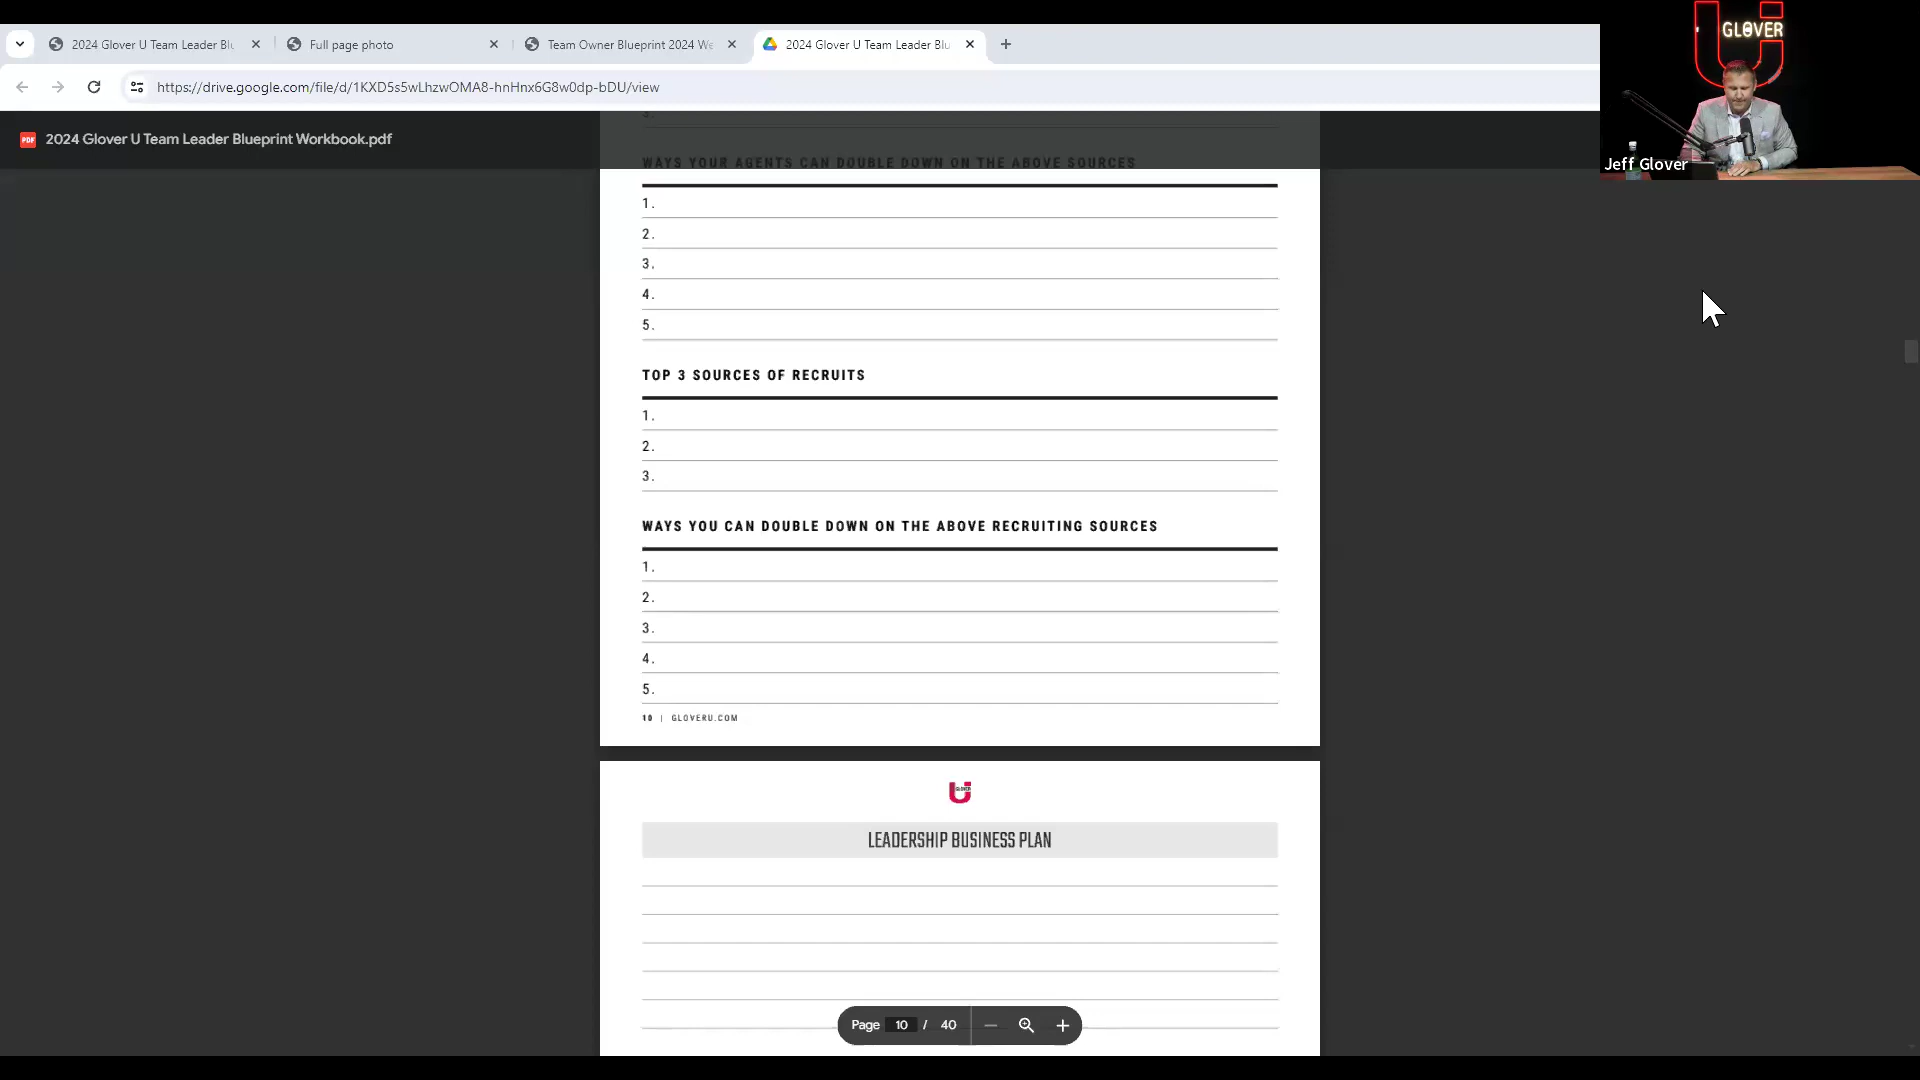 2024 Glover U Team Leader Blu
Full page photo
Team Owner Blueprint 2024 We
2024 Glover U Team Leader Blu
https://drive.google.com/file/d/1KXD5s5wLhzwOMA8-hnHnx6G8w0dp-bDU/view
GLOVER
Jeff Glover
PDF
2024 Glover U Team Leader Blueprint Workbook.pdf
3.
WAYS YOUR AGENTS CAN DOUBLE DOWN ON THE ABOVE SOURCES
1.
2.
3.
4.
5.
TOP 3 SOURCES OF RECRUITS
1.
2.
3.
WAYS YOU CAN DOUBLE DOWN ON THE ABOVE RECRUITING SOURCES
1.
2.
3.
4.
5.
10 | GLOVERU.COM
GLOVER
LEADERSHIP BUSINESS PLAN
Page 10 / 40